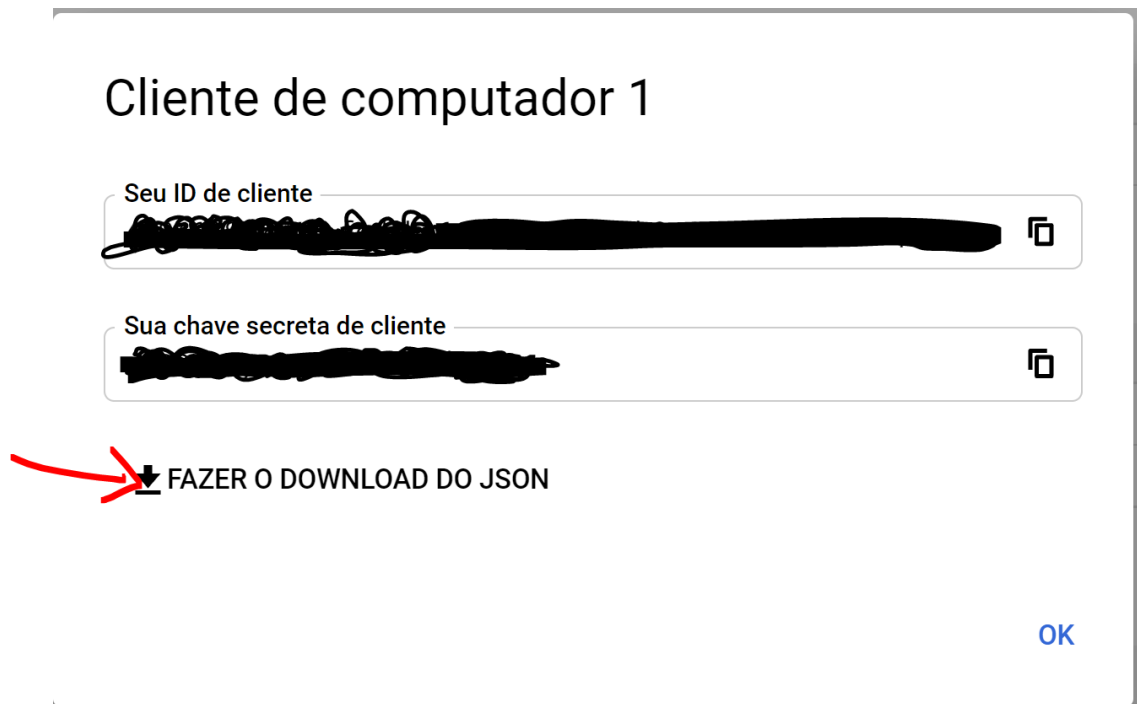 Cliente de computador 1
Seu ID de cliente
Sua chave secreta de cliente
FAZER O DOWNLOAD DO JSON
OK